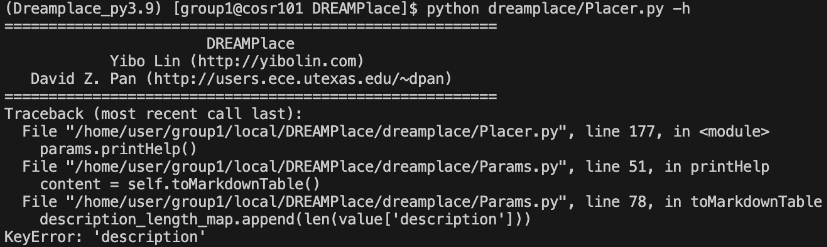 (Dreamplace_py3.9) [group1@cosr101 DREAMPlace]$ python dreamplace/Placer.py -h
========================================================
DREAMPlace
Yibo Lin (http://yibolin.com)
David Z. Pan (http://users.ece.utexas.edu/~dpan)
========================================================
Traceback (most recent call last):
  File "/home/user/group1/local/DREAMPlace/dreamplace/Placer.py", line 177, in <module>
    params.printHelp()
  File "/home/user/group1/local/DREAMPlace/dreamplace/Params.py", line 51, in printHelp
    content = self.toMarkdownTable()
  File "/home/user/group1/local/DREAMPlace/dreamplace/Params.py", line 78, in toMarkdownTable
    description_length_map.append(len(value['description']))
KeyError: 'description'